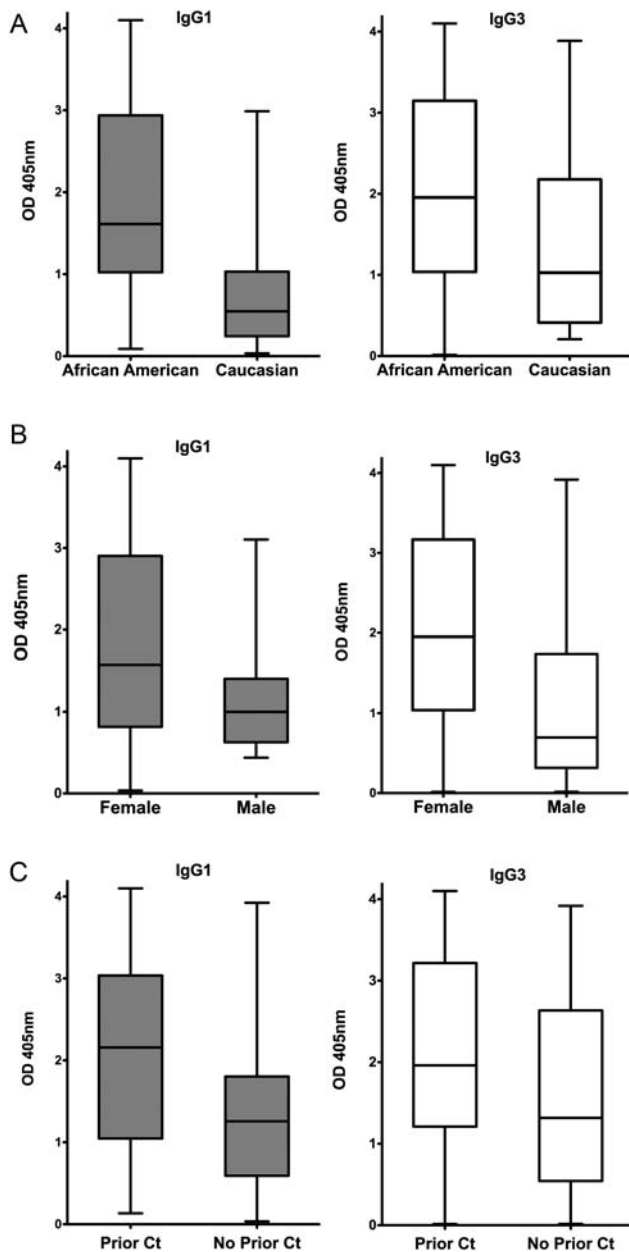 A
IgG1
IgG3
4
3
2
1
0
OD 405nm
African American Caucasian
4
3
2
1
0
OD 405nm
African American Caucasian
B
IgG1
IgG3
4
3
2
1
0
OD 405nm
Female Male
4
3
2
1
0
OD 405nm
Female Male
C
IgG1
IgG3
4
3
2
1
0
OD 405nm
Prior Ct No Prior Ct
4
3
2
1
0
OD 405nm
Prior Ct No Prior Ct